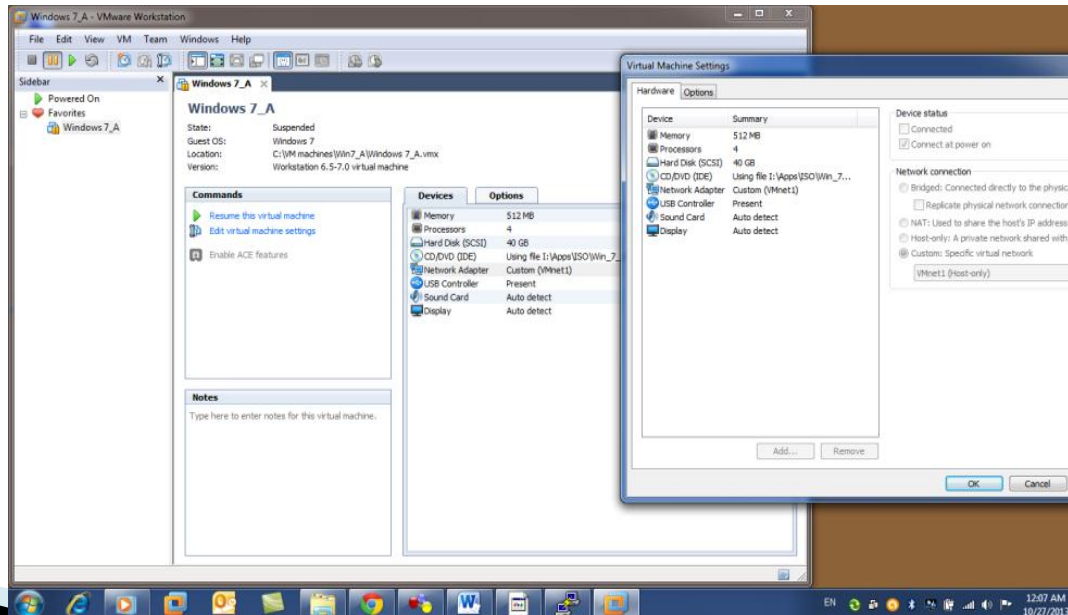 Windows 7_A - VMware Workstation
File Edit View VM Team Windows Help
Sidebar
Powered On
Favorites
Windows 7_A
Windows 7_A
Windows 7_A
State: Suspended
Guest OS: Windows 7
Location: C:\VM machines\Win7_A\Windows 7_A.vmx
Version: Workstation 6.5-7.0 virtual machine
Commands
Resume this virtual machine
Edit virtual machine settings
Enable ACE features
Devices Options
Memory 512 MB
Processors 4
Hard Disk (SCSI) 40 GB
CD/DVD (IDE) Using file I:\Apps\ISO\Win_7_
Network Adapter Custom (VMnet1)
USB Controller Present
Sound Card Auto detect
Display Auto detect
Notes
Type here to enter notes for this virtual machine.
Virtual Machine Settings
Hardware Options
Device Summary
Memory 512 MB
Processors 4
Hard Disk (SCSI) 40 GB
CD/DVD (IDE) Using file I:\Apps\ISO\Win_7...
Network Adapter Custom (VMnet1)
USB Controller Present
Sound Card Auto detect
Display Auto detect
Add... Remove
Device status
Connected
Connect at power on
Network connection
Bridged: Connected directly to the physic
Replicate physical network connection
NAT: Used to share the host's IP address
Host-only: A private network shared with
Custom: Specific virtual network
VMnet1 (Host-only)
OK Cancel
EN
12:07 AM